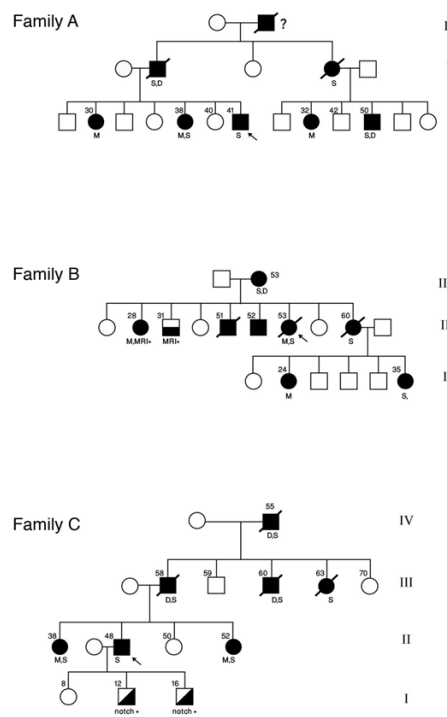 Family A
?
I
S,D
S
30 38 40 41 32 42 50
M M,S S M S,D
Family B
53
II
S,D
28 31 51 52 53 60
II
M,MRI+ MRI+ M,S S
24 35
I
M S,
Family C
55
IV
D,S
58 59 60 63 70
III
D,S D,S S
38 48 50 52
II
M,S S M,S
8 12 16
I
notch + notch +